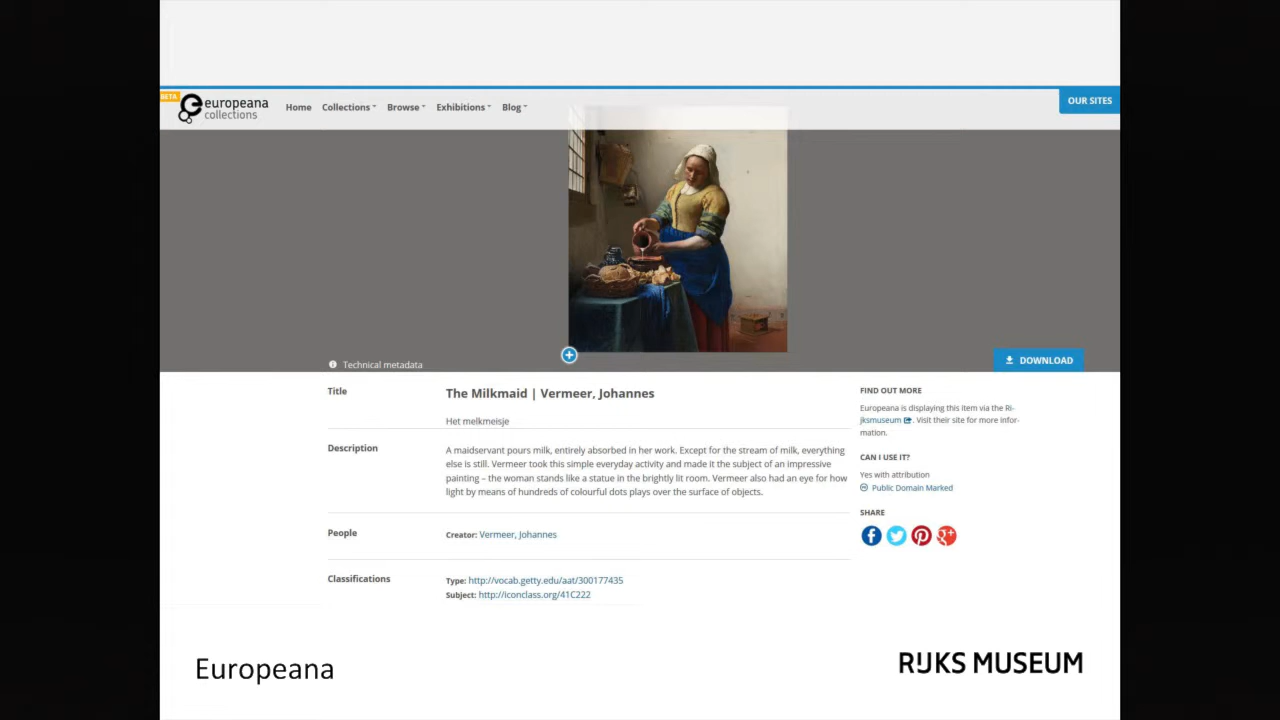 BETA
europeana
collections
Home Collections Browse Exhibitions Blog
OUR SITES
Technical metadata
DOWNLOAD
Title
The Milkmaid | Vermeer, Johannes
Het melkmeisje
Description
A maidservant pours milk, entirely absorbed in her work. Except for the stream of milk, everything
else is still. Vermeer took this simple everyday activity and made it the subject of an impressive
painting – the woman stands like a statue in the brightly lit room. Vermeer also had an eye for how
light by means of hundreds of colourful dots plays over the surface of objects.
People
Creator: Vermeer, Johannes
Classifications
Type: http://vocab.getty.edu/aat/300177435
Subject: http://iconclass.org/41C222
FIND OUT MORE
Europeana is displaying this item via the Ri-
jksmuseum. Visit their site for more infor-
mation.
CAN I USE IT?
Yes with attribution
Public Domain Marked
SHARE
Europeana
RIJKS MUSEUM